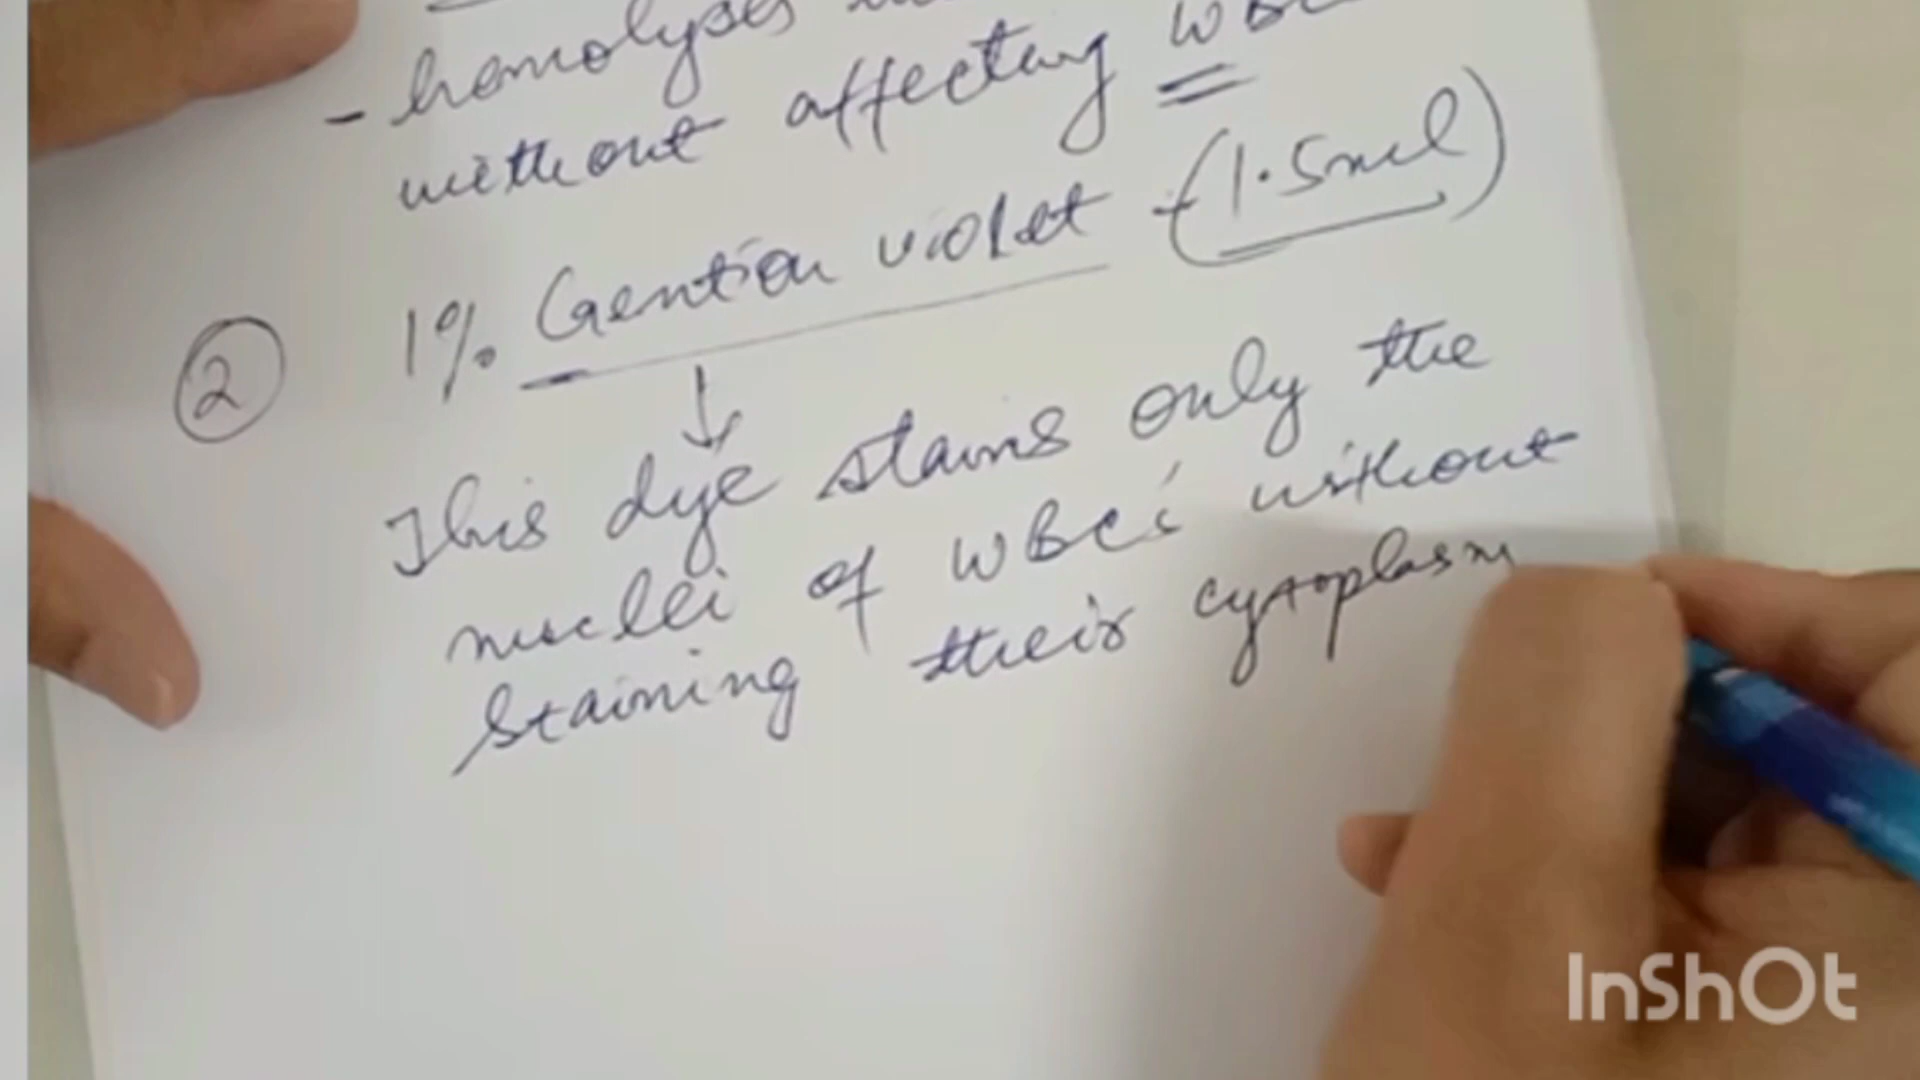 - hemolyses
without affecting WBC
② 1% Gention violet - (1.5ml)
↓
This dye stains only the
nuclei of WBCs' without
staining their cytoplasm
InShOt